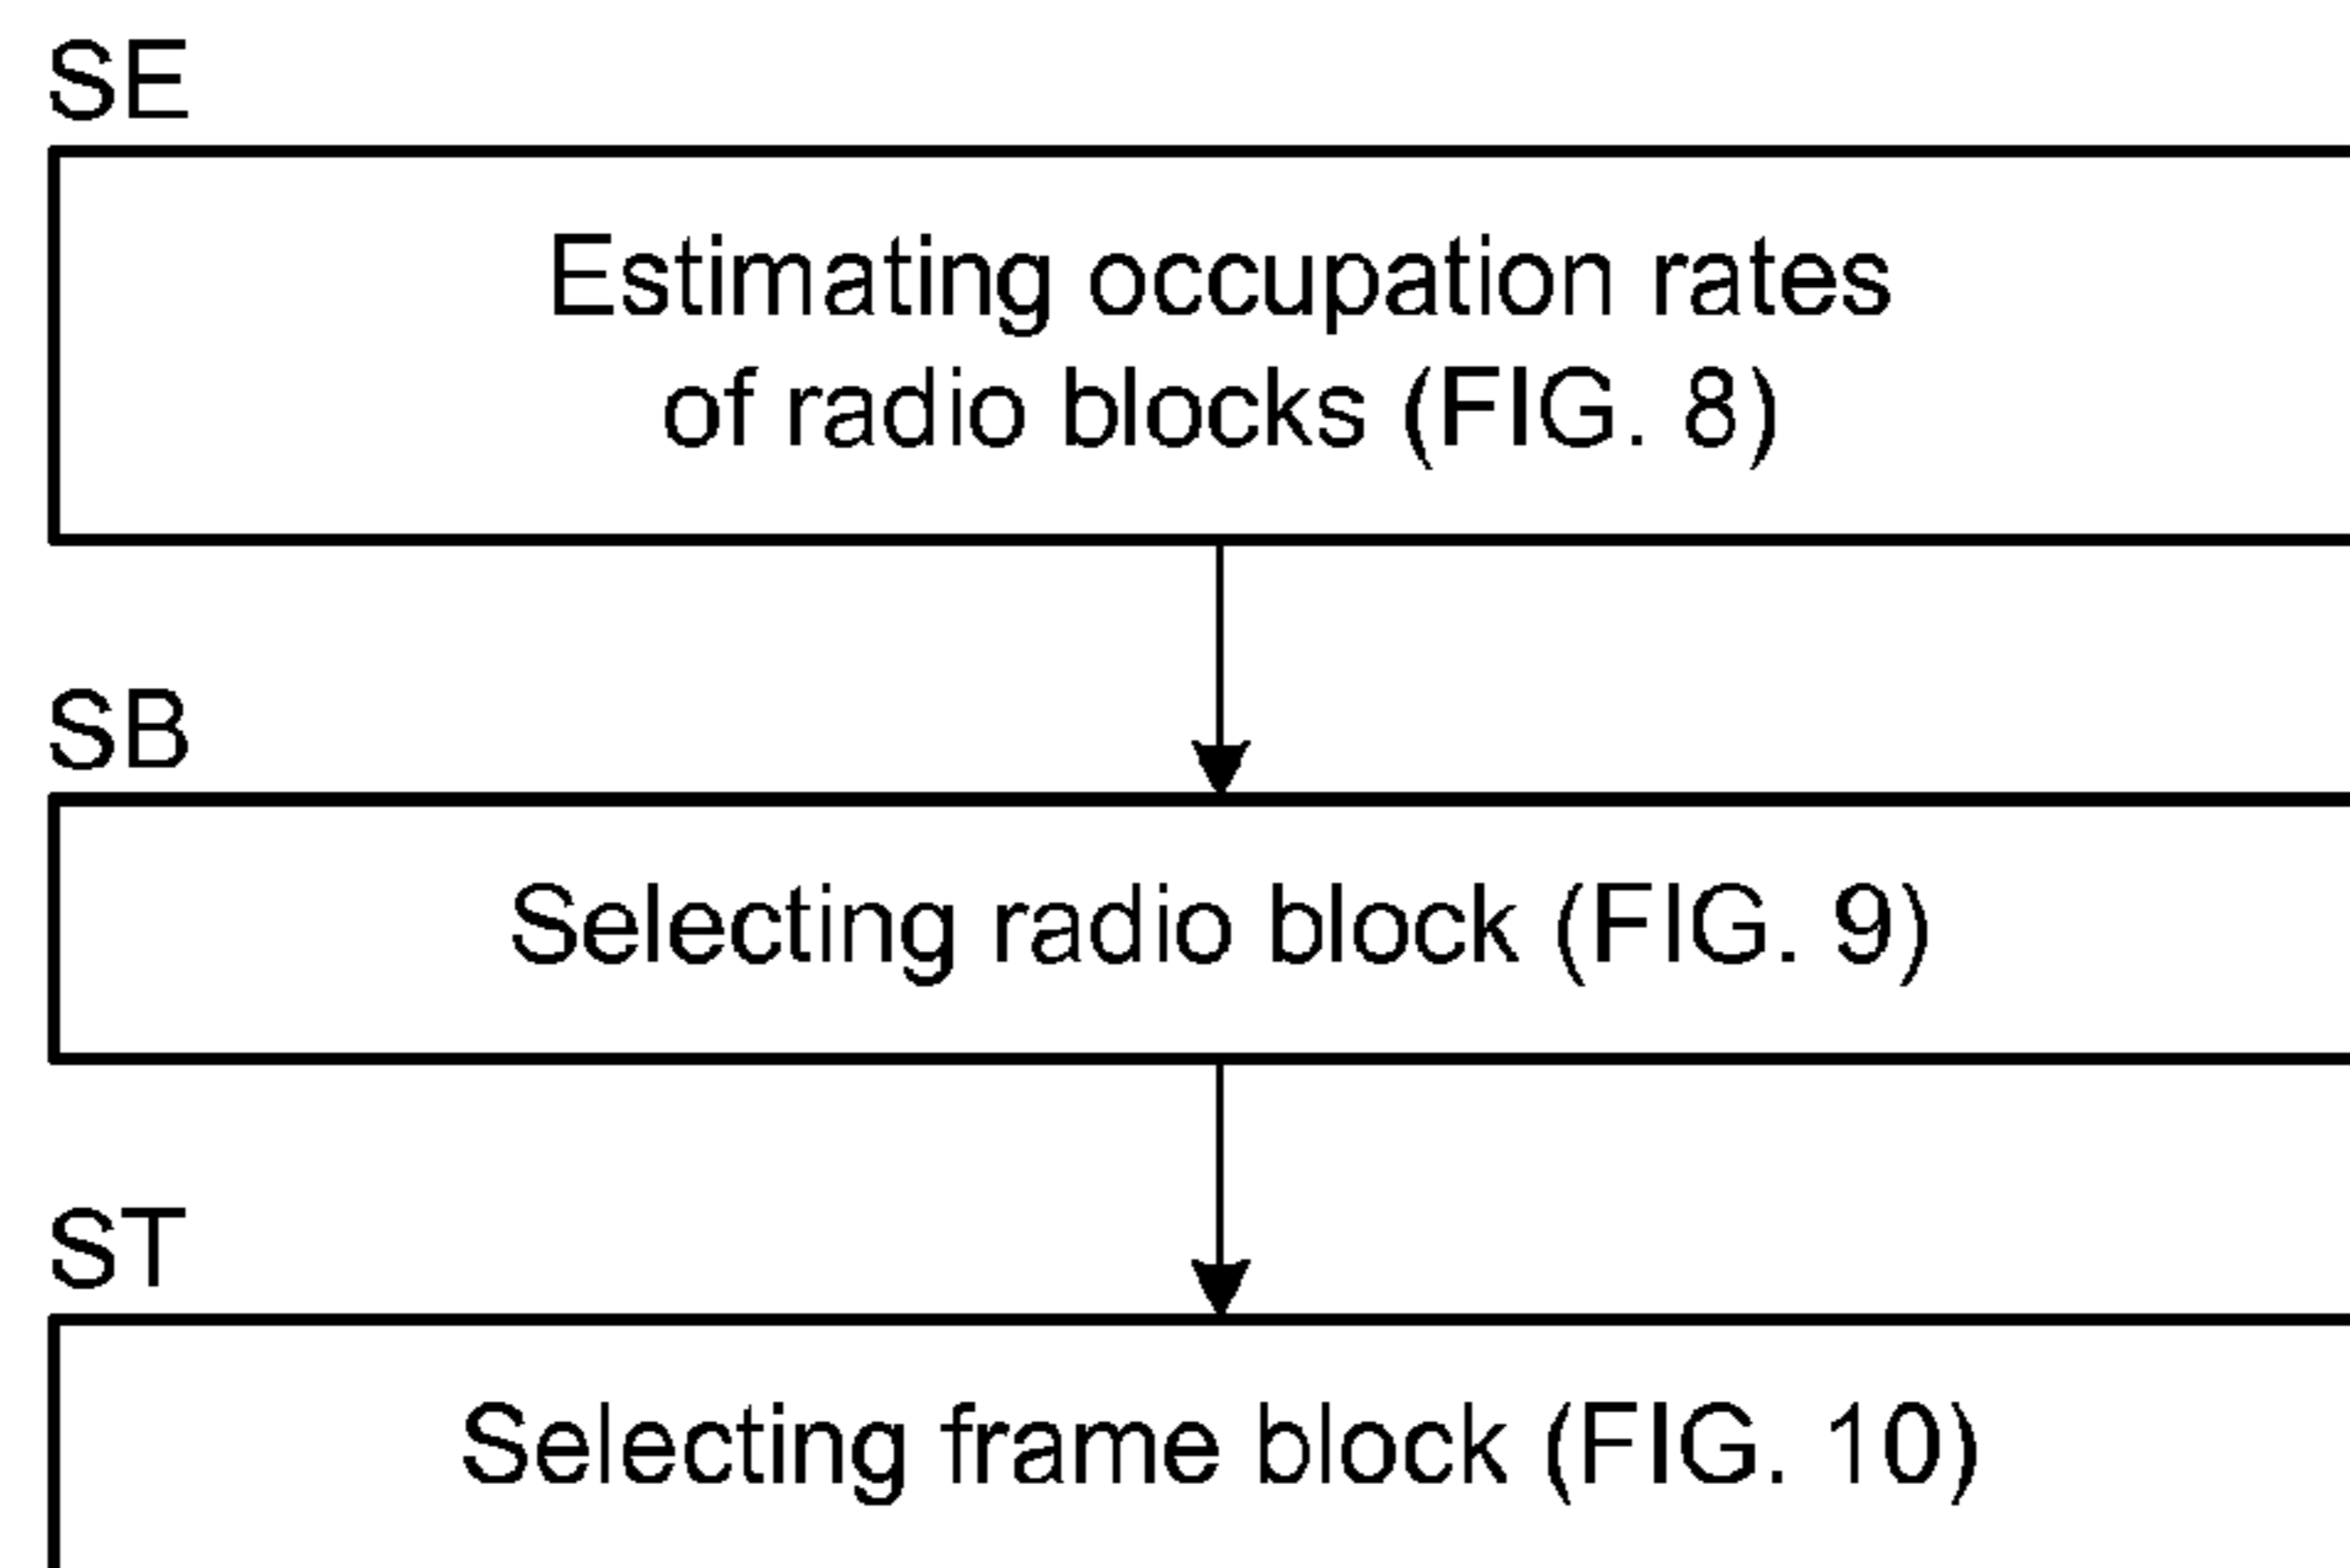 SE
Estimating occupation rates
of radio blocks (FIG. 8)
SB
Selecting radio block (FIG. 9)
ST
Selecting frame block (FIG. 10)